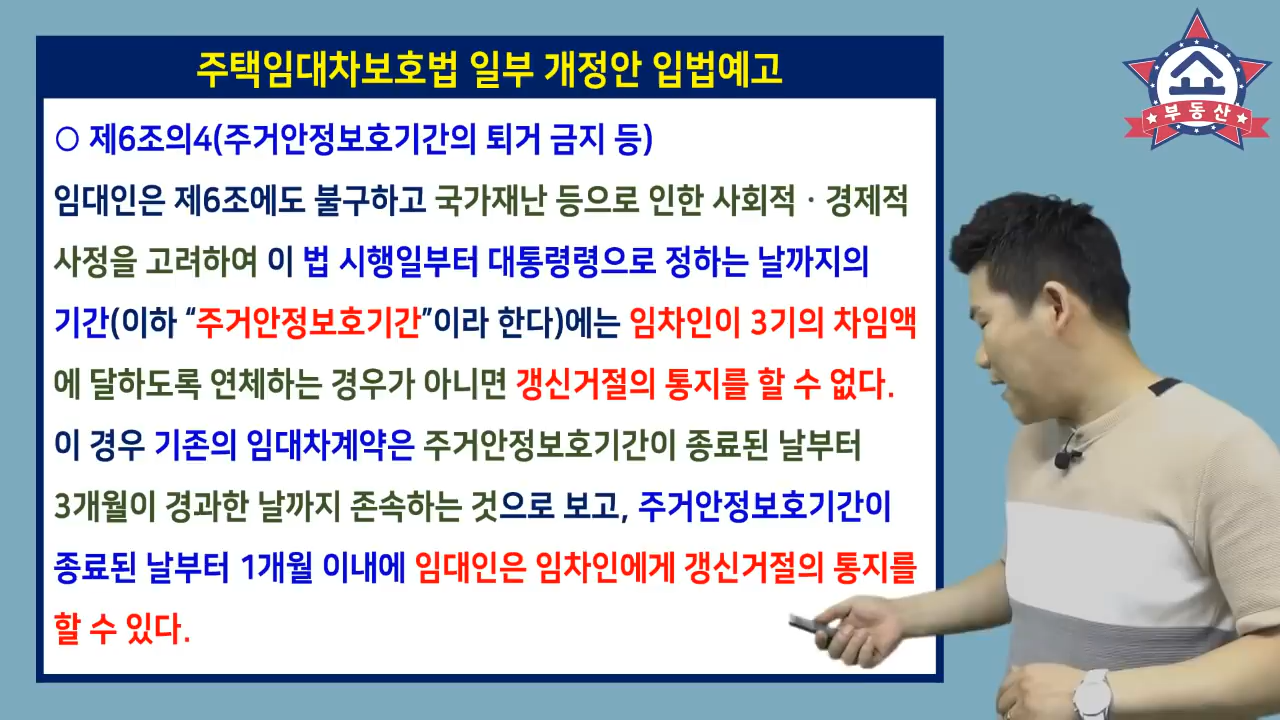 주택임대차보호법 일부 개정안 입법예고
부동산
○ 제6조의4(주거안정보호기간의 퇴거 금지 등)
임대인은 제6조에도 불구하고 국가재난 등으로 인한 사회적 · 경제적
사정을 고려하여 이 법 시행일부터 대통령령으로 정하는 날까지의
기간(이하 “주거안정보호기간”이라 한다)에는 임차인이 3기의 차임액
에 달하도록 연체하는 경우가 아니면 갱신거절의 통지를 할 수 없다.
이 경우 기존의 임대차계약은 주거안정보호기간이 종료된 날부터
3개월이 경과한 날까지 존속하는 것으로 보고, 주거안정보호기간이
종료된 날부터 1개월 이내에 임대인은 임차인에게 갱신거절의 통지를
할 수 있다.